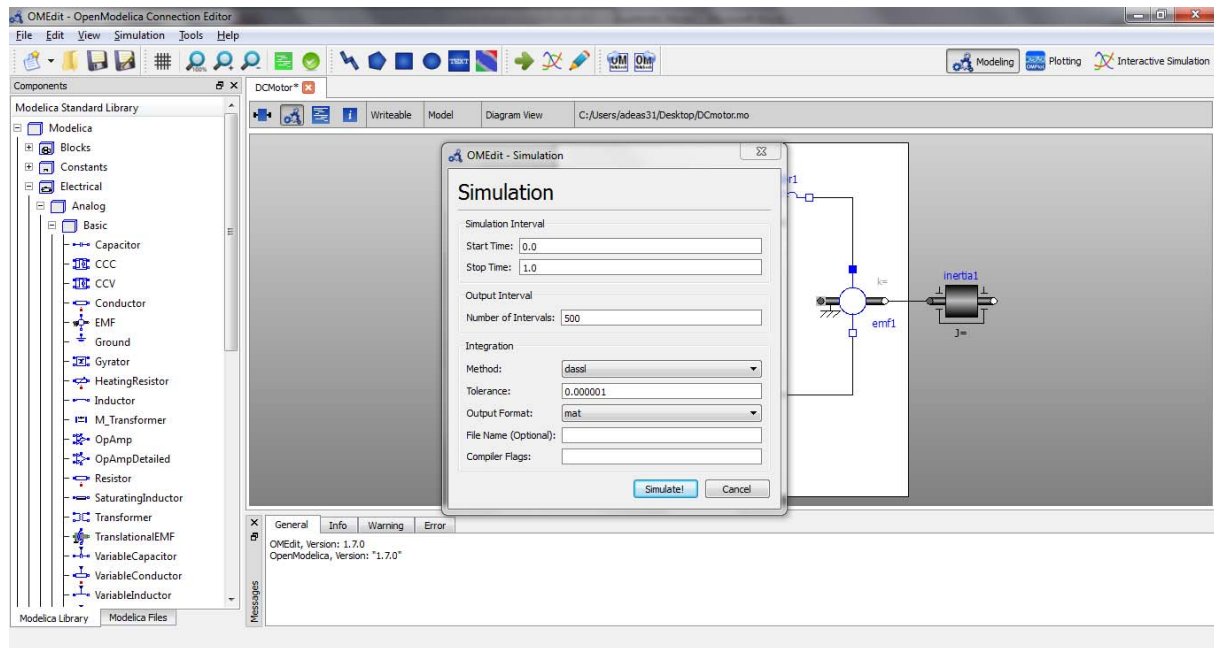 OMEdit - OpenModelica Connection Editor
File Edit View Simulation Tools Help
100% TEXT OM OM Modeling Plotting Interactive Simulation
Components
DCMotor*
Modelica Standard Library
Writeable Model Diagram View C:/Users/adeas31/Desktop/DCmotor.mo
Modelica
Blocks
Constants
Electrical
Analog
Basic
Capacitor
CCC
CCV
Conductor
EMF
Ground
Gyrator
HeatingResistor
Inductor
M_Transformer
OpAmp
OpAmpDetailed
Resistor
SaturatingInductor
Transformer
TranslationalEMF
VariableCapacitor
VariableConductor
VariableInductor
Modelica Library Modelica Files
OMEdit - Simulation
Simulation
Simulation Interval
Start Time: 0.0
Stop Time: 1.0
Output Interval
Number of Intervals: 500
Integration
Method: dassl
Tolerance: 0.000001
Output Format: mat
File Name (Optional):
Compiler Flags:
Simulate! Cancel
r1
k=
emf1
inertia1
J=
General Info Warning Error
OMEdit, Version: 1.7.0
OpenModelica, Version: "1.7.0"
Messages